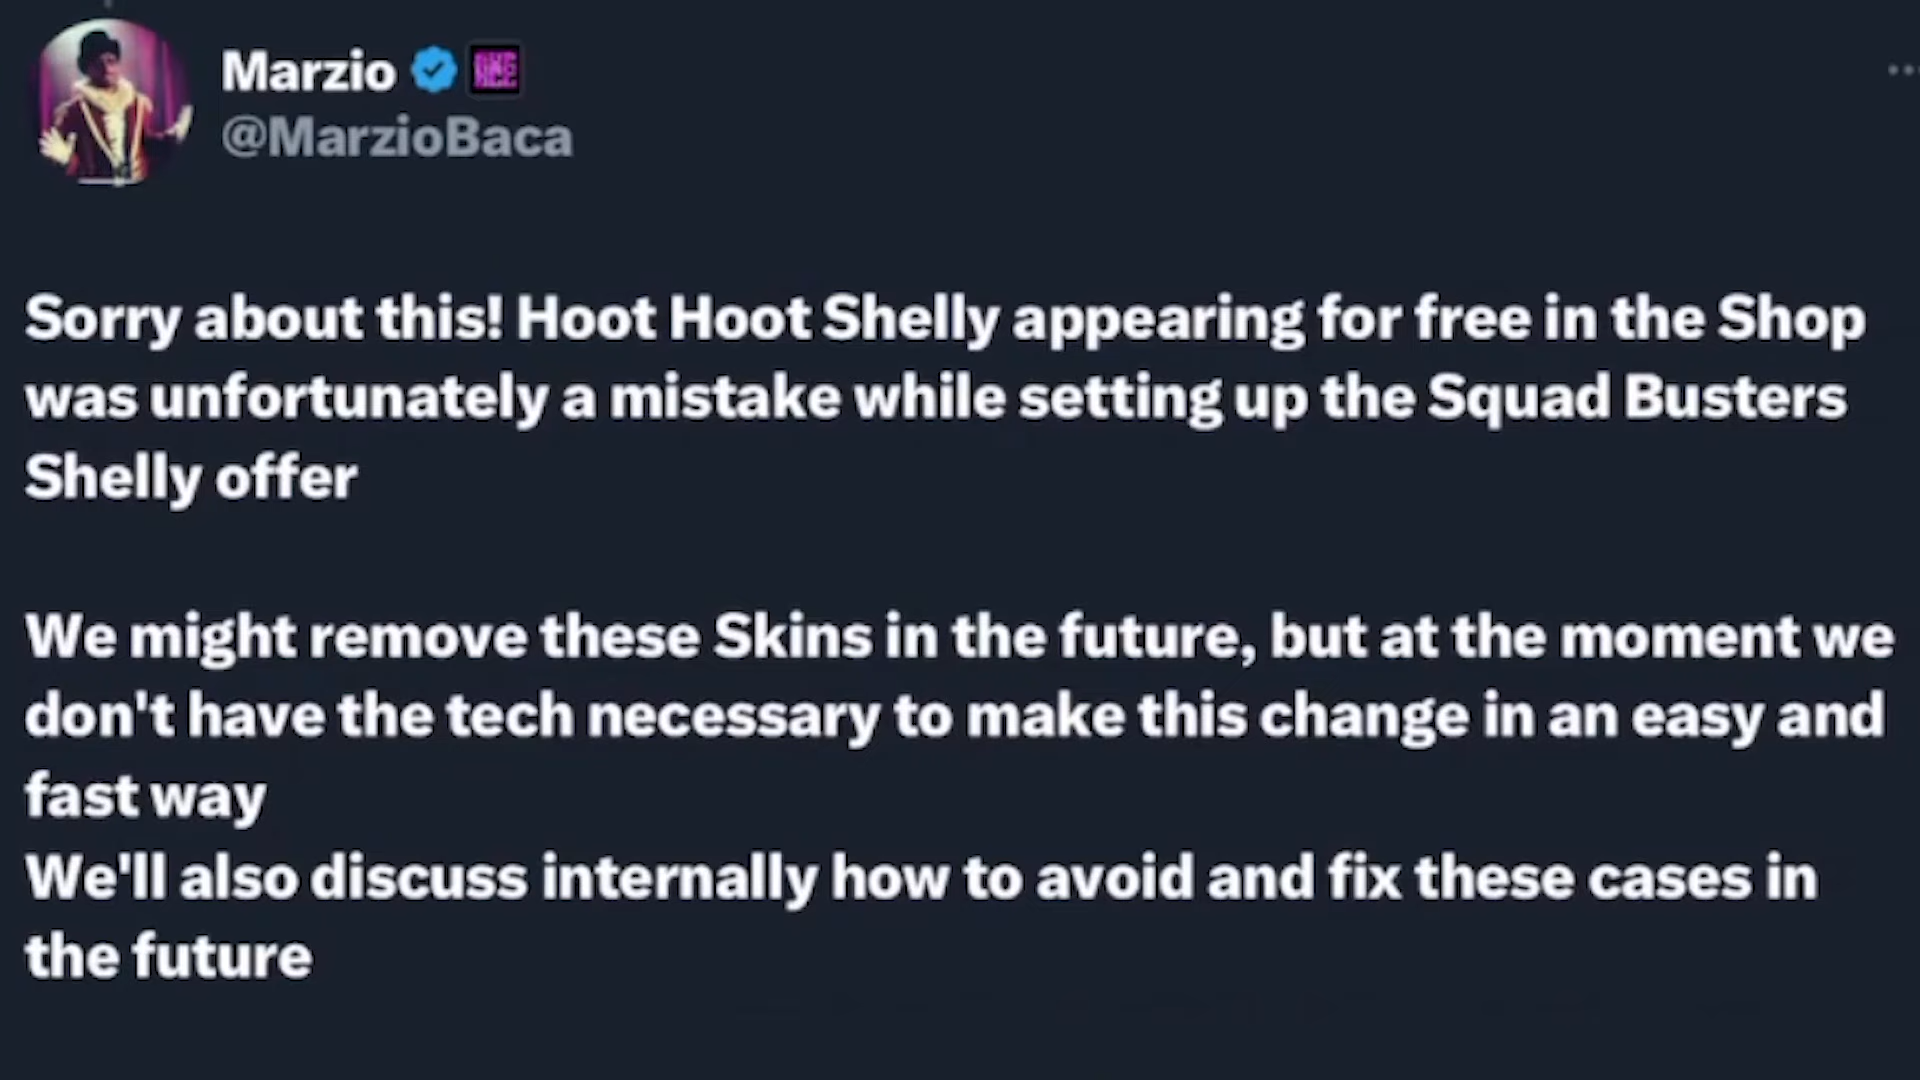 Marzio
@MarzioBaca
Sorry about this! Hoot Hoot Shelly appearing for free in the Shop
was unfortunately a mistake while setting up the Squad Busters
Shelly offer
We might remove these Skins in the future, but at the moment we
don't have the tech necessary to make this change in an easy and
fast way
We'll also discuss internally how to avoid and fix these cases in
the future